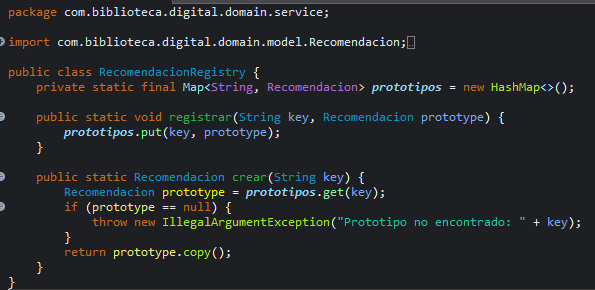 package com.biblioteca.digital.domain.service;
import com.biblioteca.digital.domain.model.Recomendacion;
public class RecomendacionRegistry {
private static final Map<String, Recomendacion> prototipos = new HashMap<>();
public static void registrar(String key, Recomendacion prototype) {
prototipos.put(key, prototype);
}
public static Recomendacion crear(String key) {
Recomendacion prototype = prototipos.get(key);
if (prototype == null) {
throw new IllegalArgumentException("Prototipo no encontrado: " + key);
}
return prototype.copy();
}
}